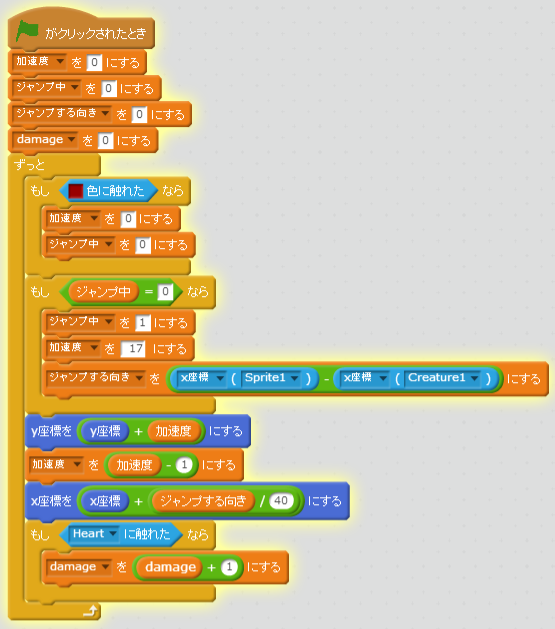 がクリックされたとき
加速度 を 0 にする
ジャンプ中 を 0 にする
ジャンプする向き を 0 にする
damage を 0 にする
ずっと
もし 色に触れた なら
加速度 を 0 にする
ジャンプ中 を 0 にする
もし ジャンプ中 = 0 なら
ジャンプ中 を 1 にする
加速度 を 17 にする
ジャンプする向き を x座標 ( Sprite1 ) - x座標 ( Creature1 ) にする
y座標を y座標 + 加速度 にする
加速度 を 加速度 - 1 にする
x座標を x座標 + ジャンプする向き / 40 にする
もし Heart に触れた なら
damage を damage + 1 にする